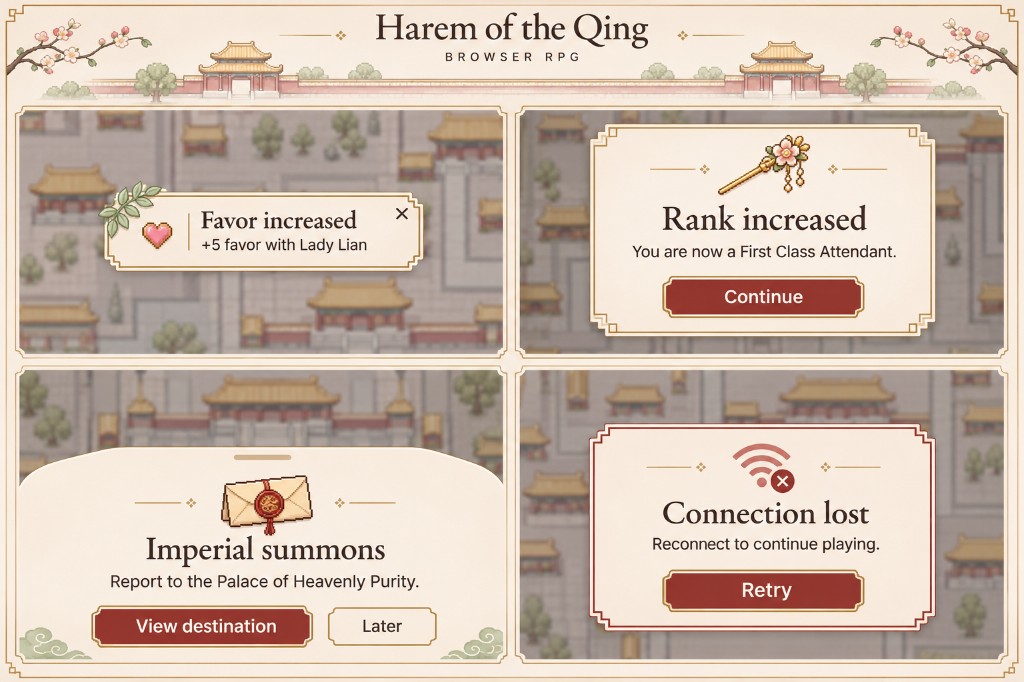 Harem of the Qing
BROWSER RPG
Favor increased
+5 favor with Lady Lian
Rank increased
You are now a First Class Attendant.
Continue
Imperial summons
Report to the Palace of Heavenly Purity.
View destination
Later
Connection lost
Reconnect to continue playing.
Retry